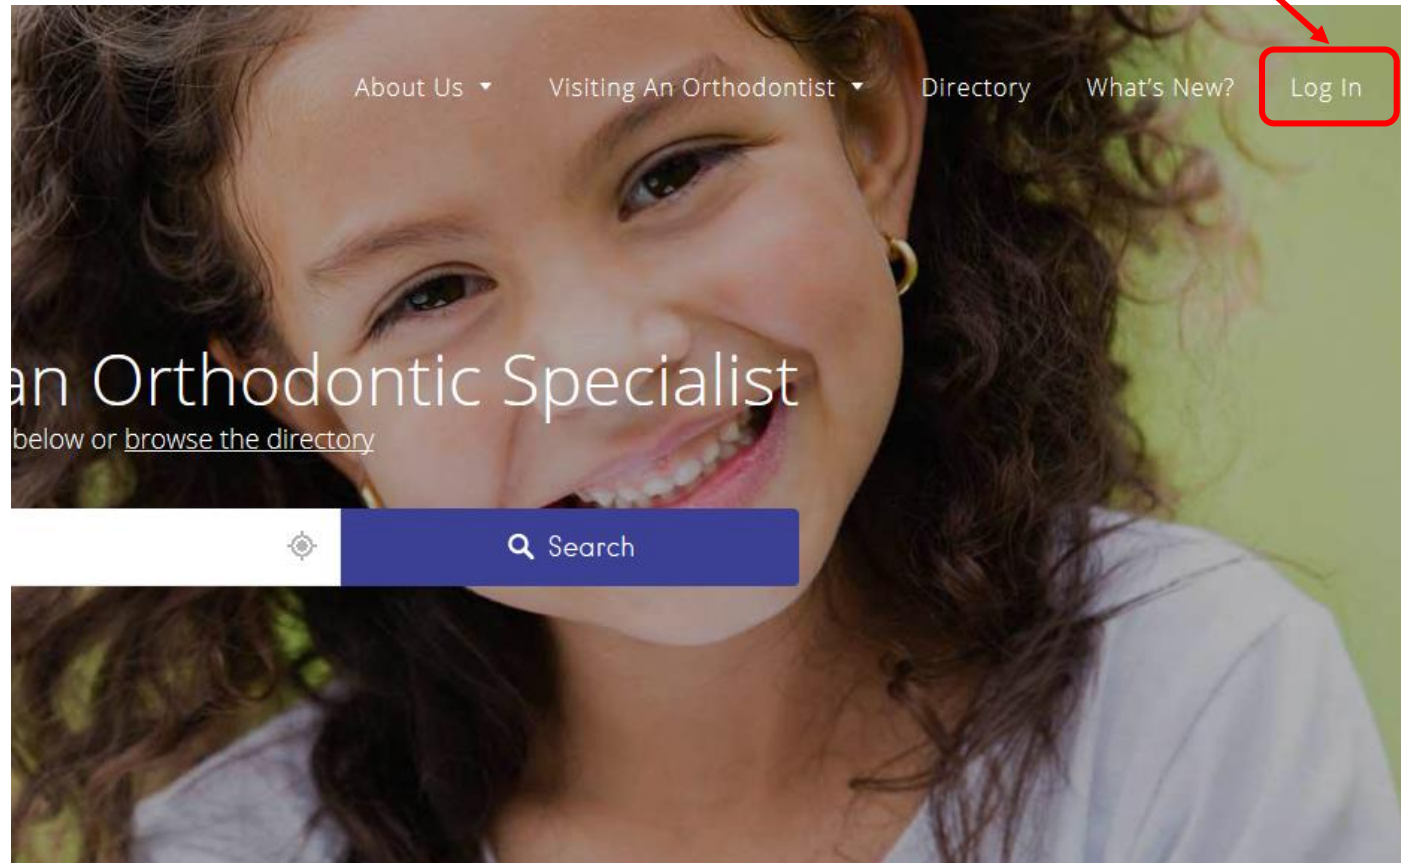 About Us Visiting An Orthodontist Directory What's New? Log In
an Orthodontic Specialist
below or browse the directory
Search